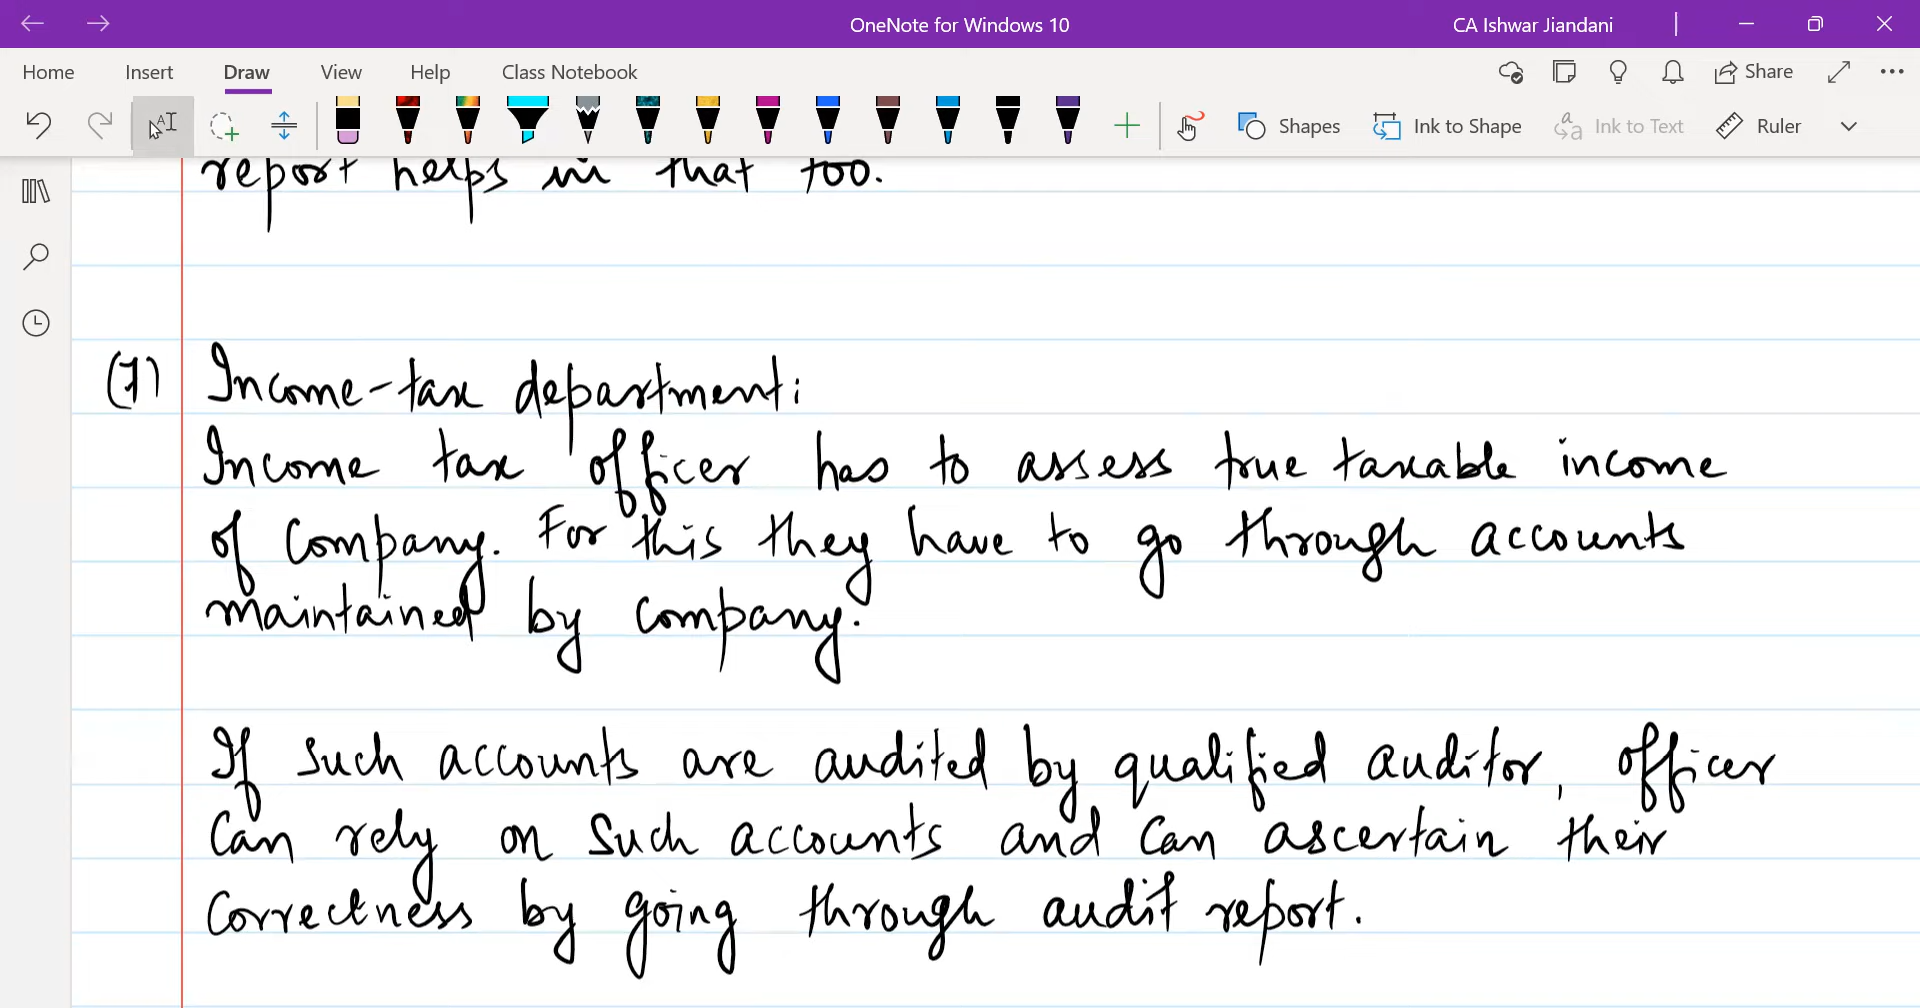 OneNote for Windows 10
CA Ishwar Jiandani
Home Insert Draw View Help Class Notebook
Share
Shapes Ink to Shape Ink to Text Ruler
report helps in that too.
(7) Income-tax department:
Income tax officer has to assess true taxable income
of Company. For this they have to go through accounts
maintained by company.
If such accounts are audited by qualified auditor, officer
Can rely on such accounts and can ascertain their
correctness by going through audit report.